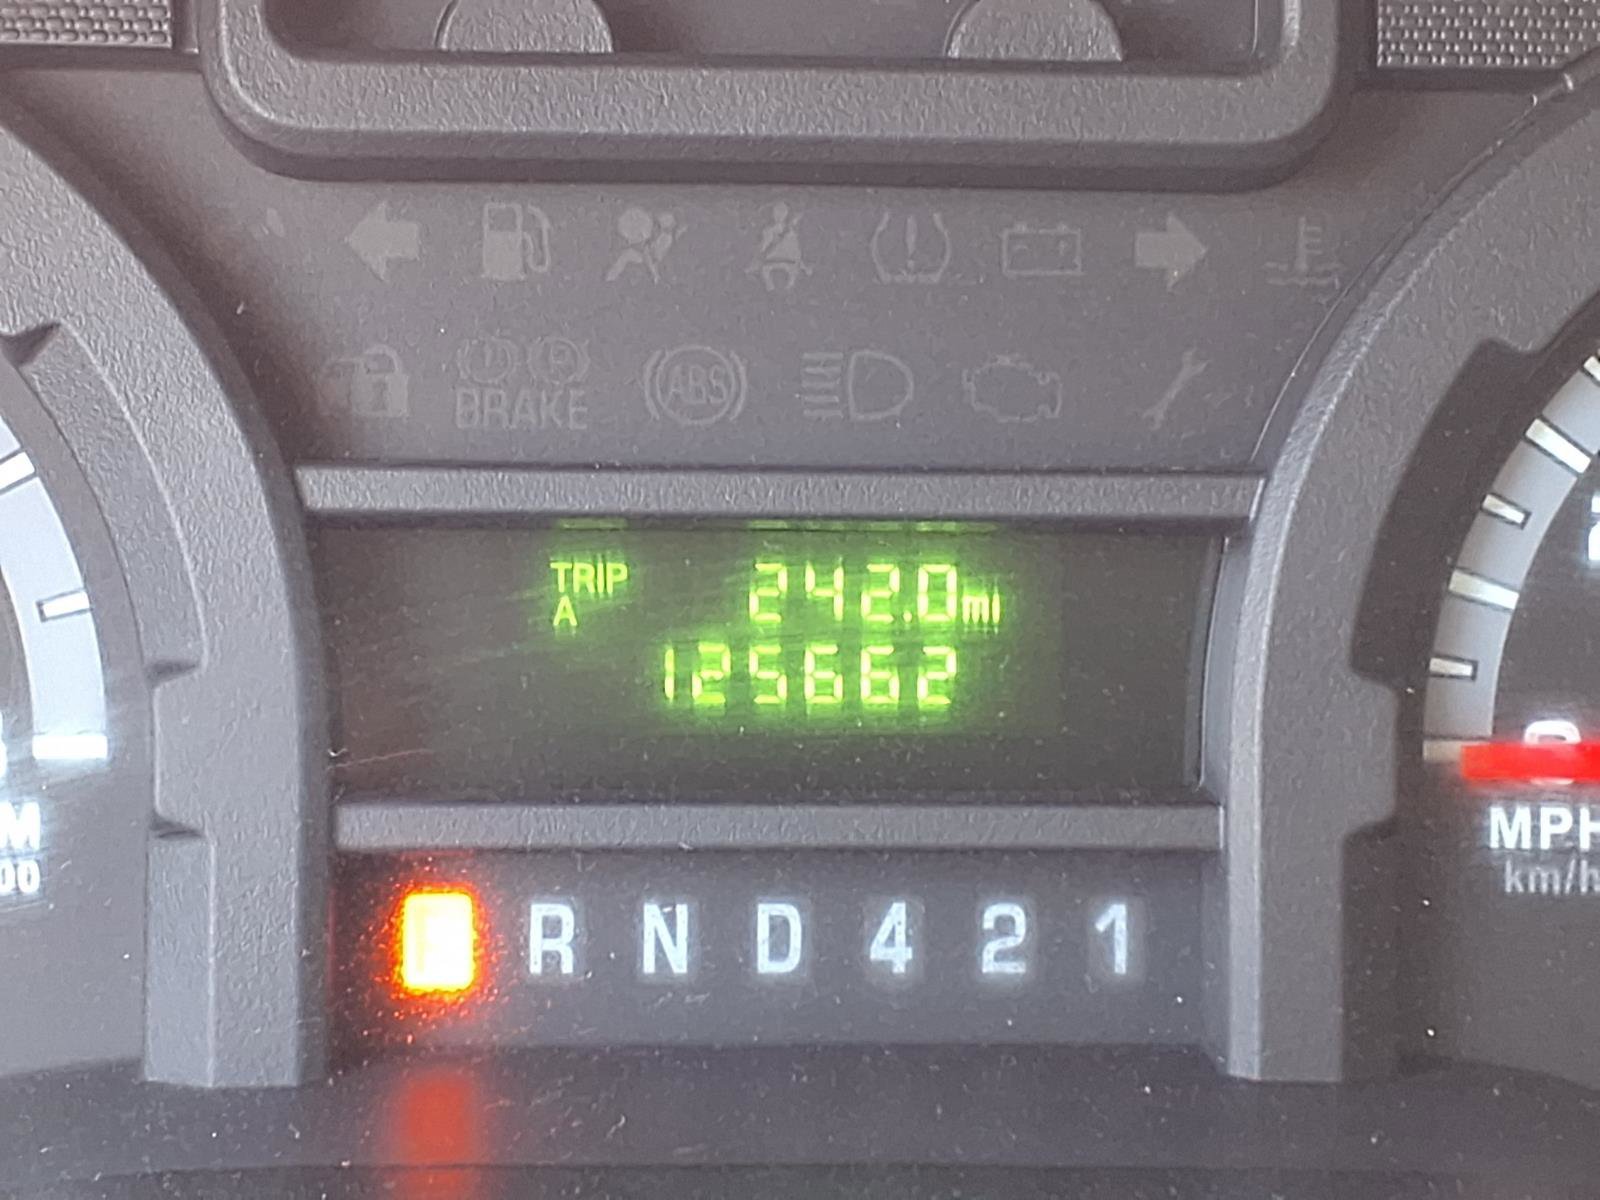 BRAKE
ABS
TRIP 242.0mi
A
125662
R N D 4 2 1
MPH
km/h